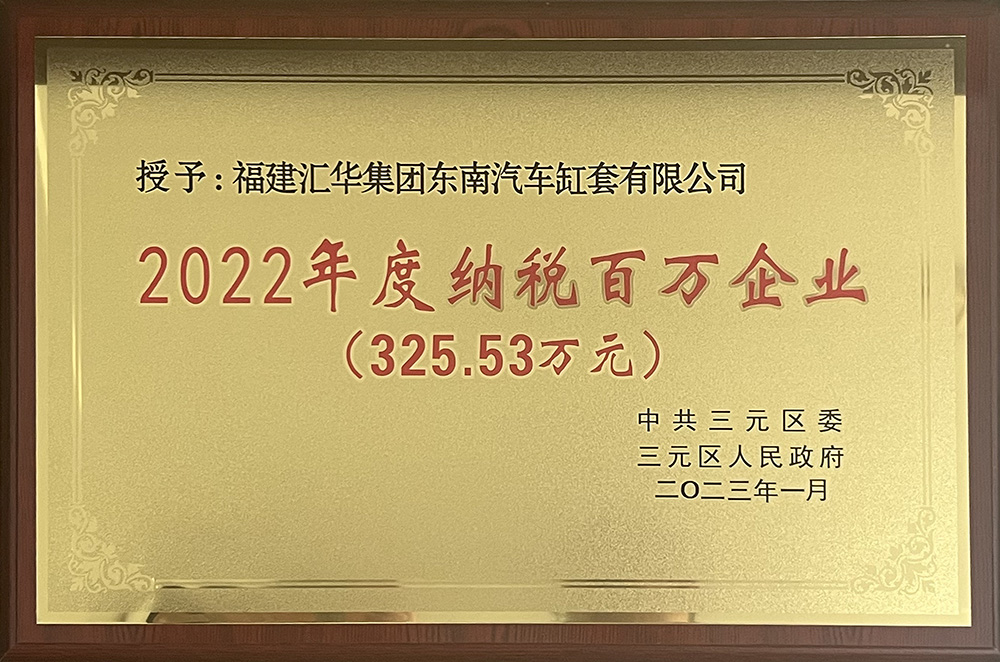 授予：福建汇华集团东南汽车缸套有限公司
2022年度纳税百万企业
（325.53万元）
中共三元区委
三元区人民政府
二〇二三年一月